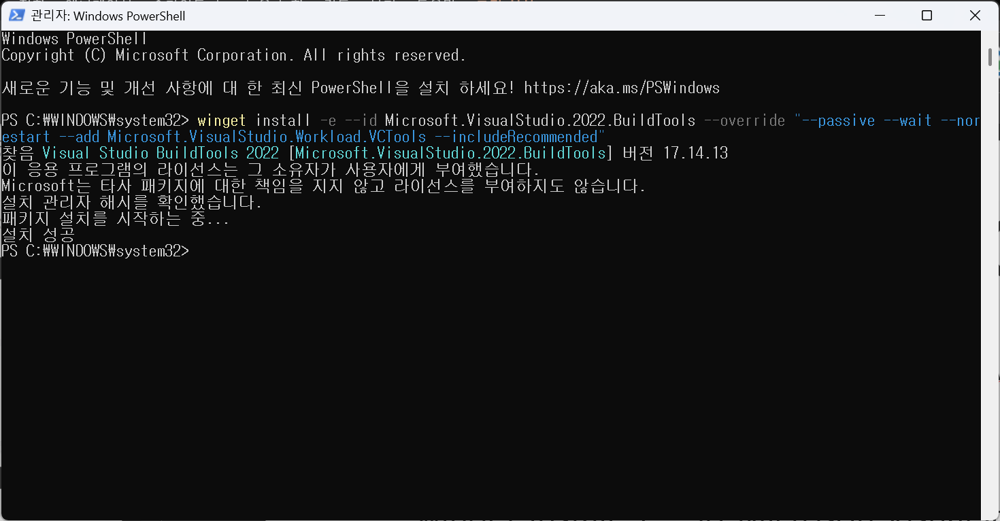 관리자: Windows PowerShell
Windows PowerShell
Copyright (C) Microsoft Corporation. All rights reserved.
새로운 기능 및 개선 사항에 대 한 최신 PowerShell을 설치 하세요! https://aka.ms/PSWindows
PS C:₩WINDOWS₩system32> winget install -e --id Microsoft.VisualStudio.2022.BuildTools --override "--passive --wait --nor
estart --add Microsoft.VisualStudio.Workload.VCTools --includeRecommended"
찾음 Visual Studio BuildTools 2022 [Microsoft.VisualStudio.2022.BuildTools] 버전 17.14.13
이 응용 프로그램의 라이선스는 그 소유자가 사용자에게 부여했습니다.
Microsoft는 타사 패키지에 대한 책임을 지지 않고 라이선스를 부여하지도 않습니다.
설치 관리자 해시를 확인했습니다.
패키지 설치를 시작하는 중...
설치 성공
PS C:₩WINDOWS₩system32>